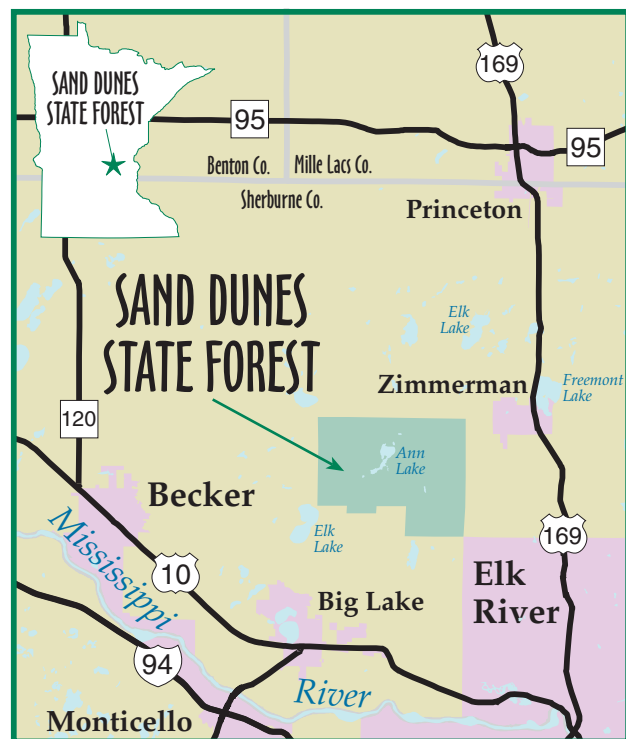 SAND DUNES
STATE FOREST
169
95
95
Benton Co.
Mille Lacs Co.
Sherburne Co.
Princeton
SAND DUNES
STATE FOREST
Elk
Lake
Zimmerman
Freemont
Lake
120
Ann
Lake
Becker
Elk
Lake
169
Mississippi
10
Elk
River
Big Lake
94
River
Monticello